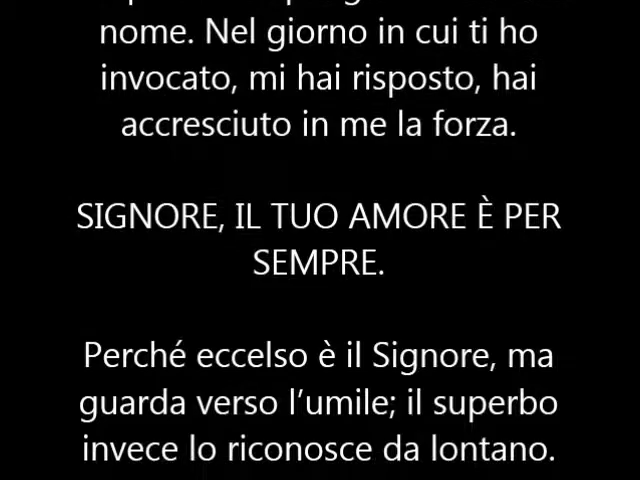 nome. Nel giorno in cui ti ho
invocato, mi hai risposto, hai
accresciuto in me la forza.
SIGNORE, IL TUO AMORE È PER
SEMPRE.
Perché eccelso è il Signore, ma
guarda verso l’umile; il superbo
invece lo riconosce da lontano.